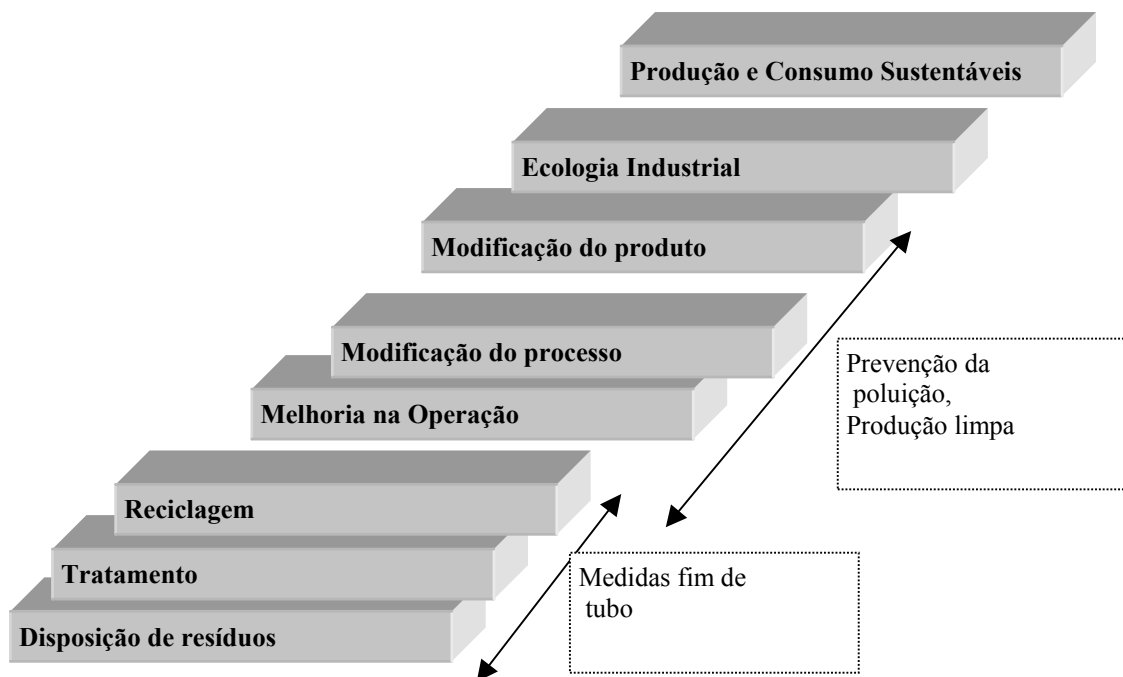 Produção e Consumo Sustentáveis
Ecologia Industrial
Modificação do produto
Modificação do processo
Melhoria na Operação
Reciclagem
Tratamento
Disposição de resíduos
Prevenção da
poluição,
Produção limpa
Medidas fim de
tubo